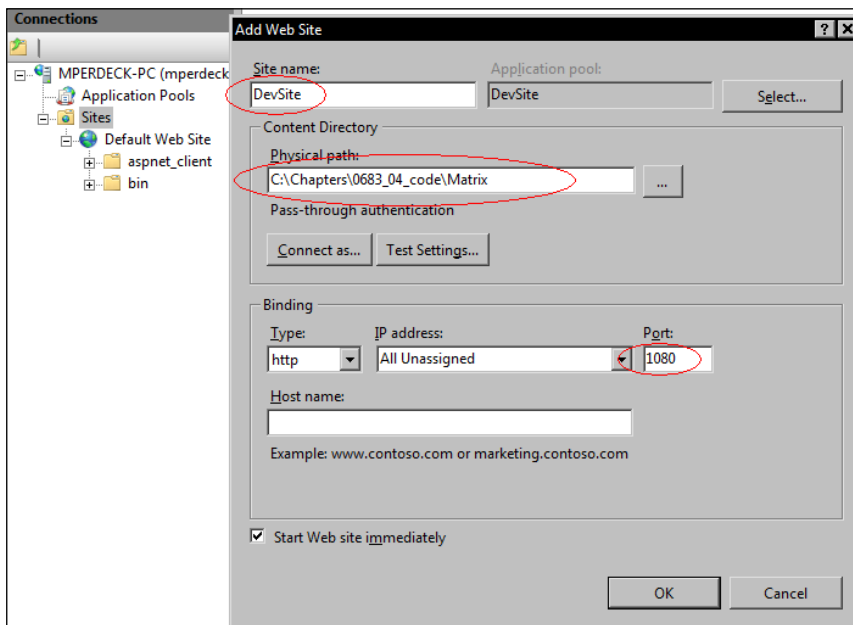 Connections
MPERDECK-PC (mperdeck
Application Pools
Sites
Default Web Site
aspnet_client
bin
Add Web Site
Site name:
Application pool:
DevSite
DevSite
Select...
Content Directory
Physical path:
C:\Chapters\0683_04_code\Matrix
...
Pass-through authentication
Connect as...
Test Settings...
Binding
Type:
IP address:
Port:
http
All Unassigned
1080
Host name:
Example: www.contoso.com or marketing.contoso.com
Start Web site immediately
OK
Cancel